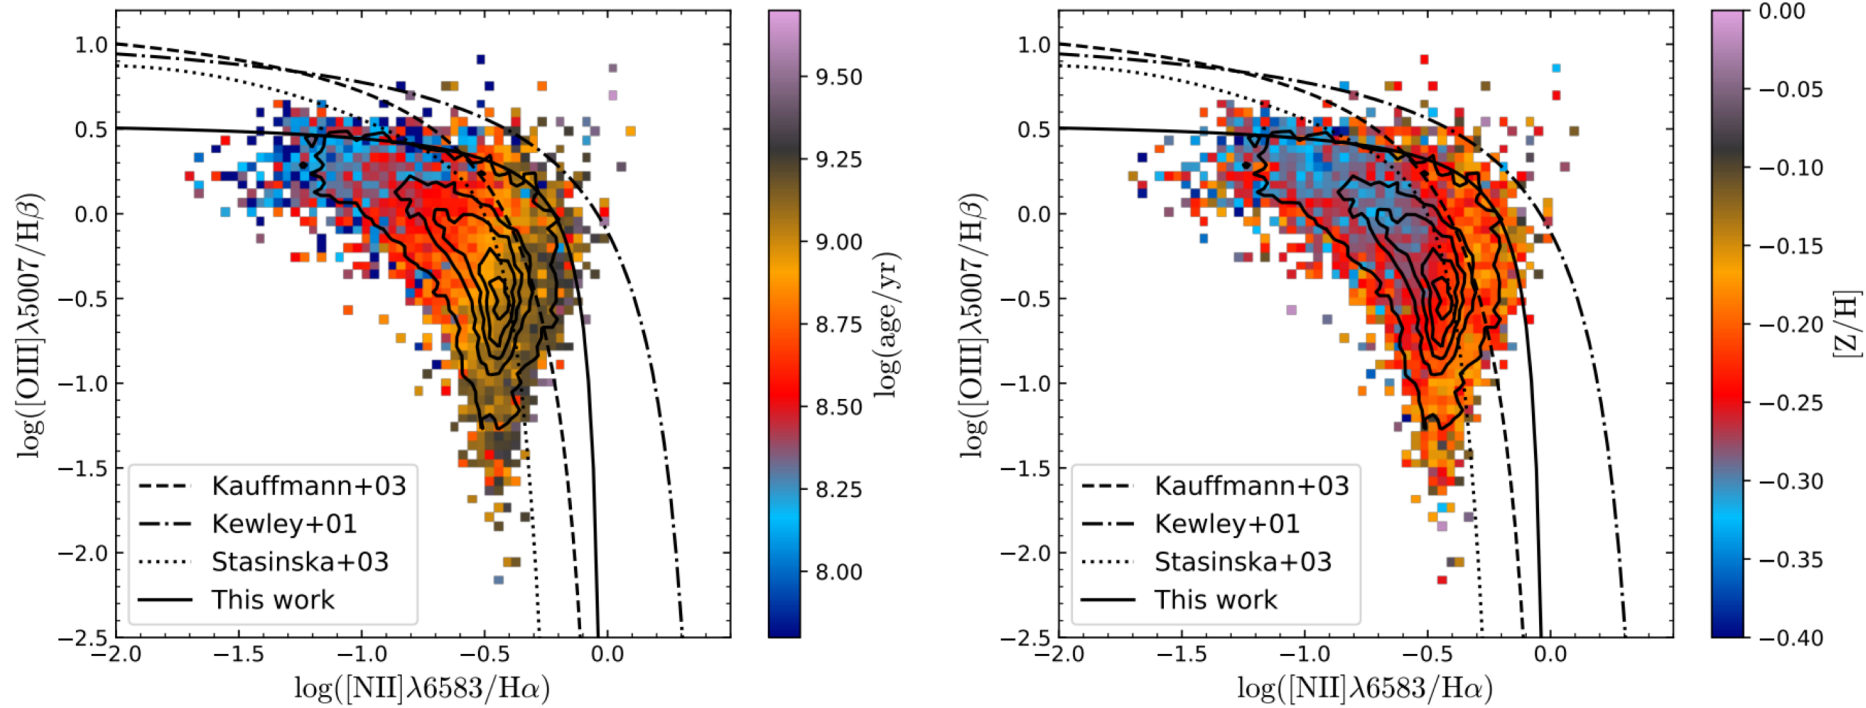 1.0
0.5
0.0
−0.5
−1.0
−1.5
−2.0
−2.5
log([OIII]λ5007/Hβ)
Kauffmann+03
Kewley+01
Stasinska+03
This work
−2.0 −1.5 −1.0 −0.5 0.0
log([NII]λ6583/Hα)
9.50
9.25
9.00
8.75
8.50
8.25
8.00
log(age/yr)
1.0
0.5
0.0
−0.5
−1.0
−1.5
−2.0
−2.5
log([OIII]λ5007/Hβ)
Kauffmann+03
Kewley+01
Stasinska+03
This work
−2.0 −1.5 −1.0 −0.5 0.0
log([NII]λ6583/Hα)
0.00
−0.05
−0.10
−0.15
−0.20
−0.25
−0.30
−0.35
−0.40
[Z/H]